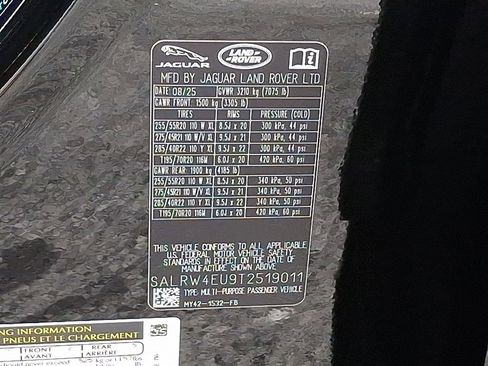 JAGUAR
LAND ROVER
MFD BY JAGUAR LAND ROVER LTD
DATE: 08/25 GVWR 3210 kg (7075 lb)
GAWR FRONT: 1500 kg (3305 lb)
TIRES RIMS PRESSURE (COLD)
255/55R20 110 W XL 8.5J x 20 300 kPa, 44 psi
275/45R21 110 W/V XL 9.5J x 21 300 kPa, 44 psi
285/40R22 110 Y XL 9.5J x 22 300 kPa, 44 psi
T195/70R20 116M 6.0J x 20 420 kPa, 60 psi
GAWR REAR: 1900 kg (4185 lb)
255/55R20 110 W XL 8.5J x 20 340 kPa, 50 psi
275/45R21 110 W/V XL 9.5J x 21 340 kPa, 50 psi
285/40R22 110 Y XL 9.5J x 22 340 kPa, 50 psi
T195/70R20 116M 6.0J x 20 420 kPa, 60 psi
THIS VEHICLE CONFORMS TO ALL APPLICABLE
U.S. FEDERAL MOTOR VEHICLE SAFETY
STANDARDS IN EFFECT ON THE DATE OF
MANUFACTURE SHOWN ABOVE.
SALRW4EU9T2519011
TYPE: MULTI-PURPOSE PASSENGER VEHICLE
MY42-1532-FB
INFORMATION
PNEUS ET LE CHARGEMENT
FRONT
AVANT ARRIÈRE
should never exceed